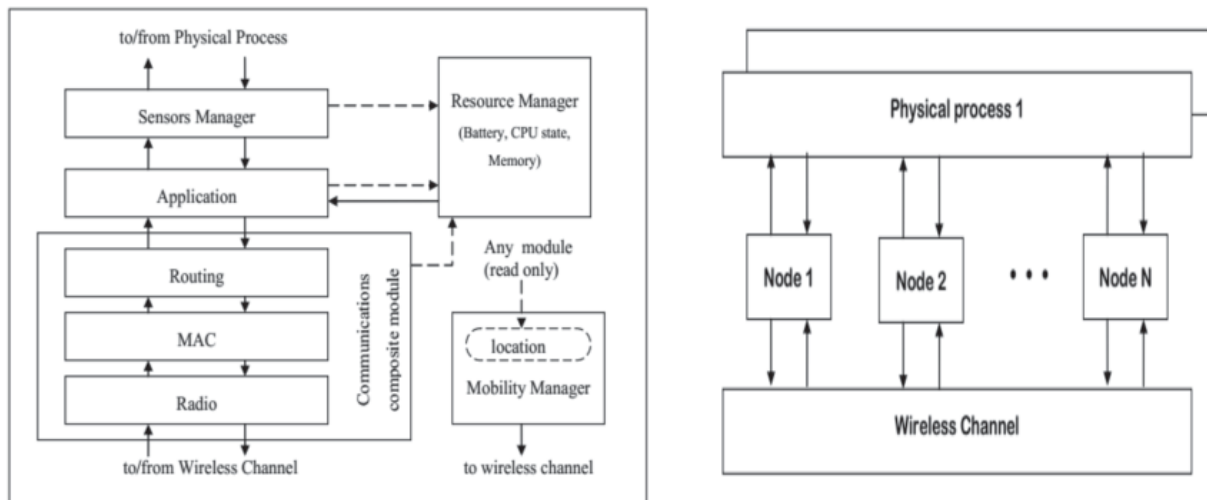 to/from Physical Process
Sensors Manager
Resource Manager
(Battery, CPU state,
Memory)
Application
Routing
MAC
Radio
Communications
composite module
Any module
(read only)
location
Mobility Manager
to/from Wireless Channel
to wireless channel
Physical process 1
Node 1
Node 2
• • •
Node N
Wireless Channel